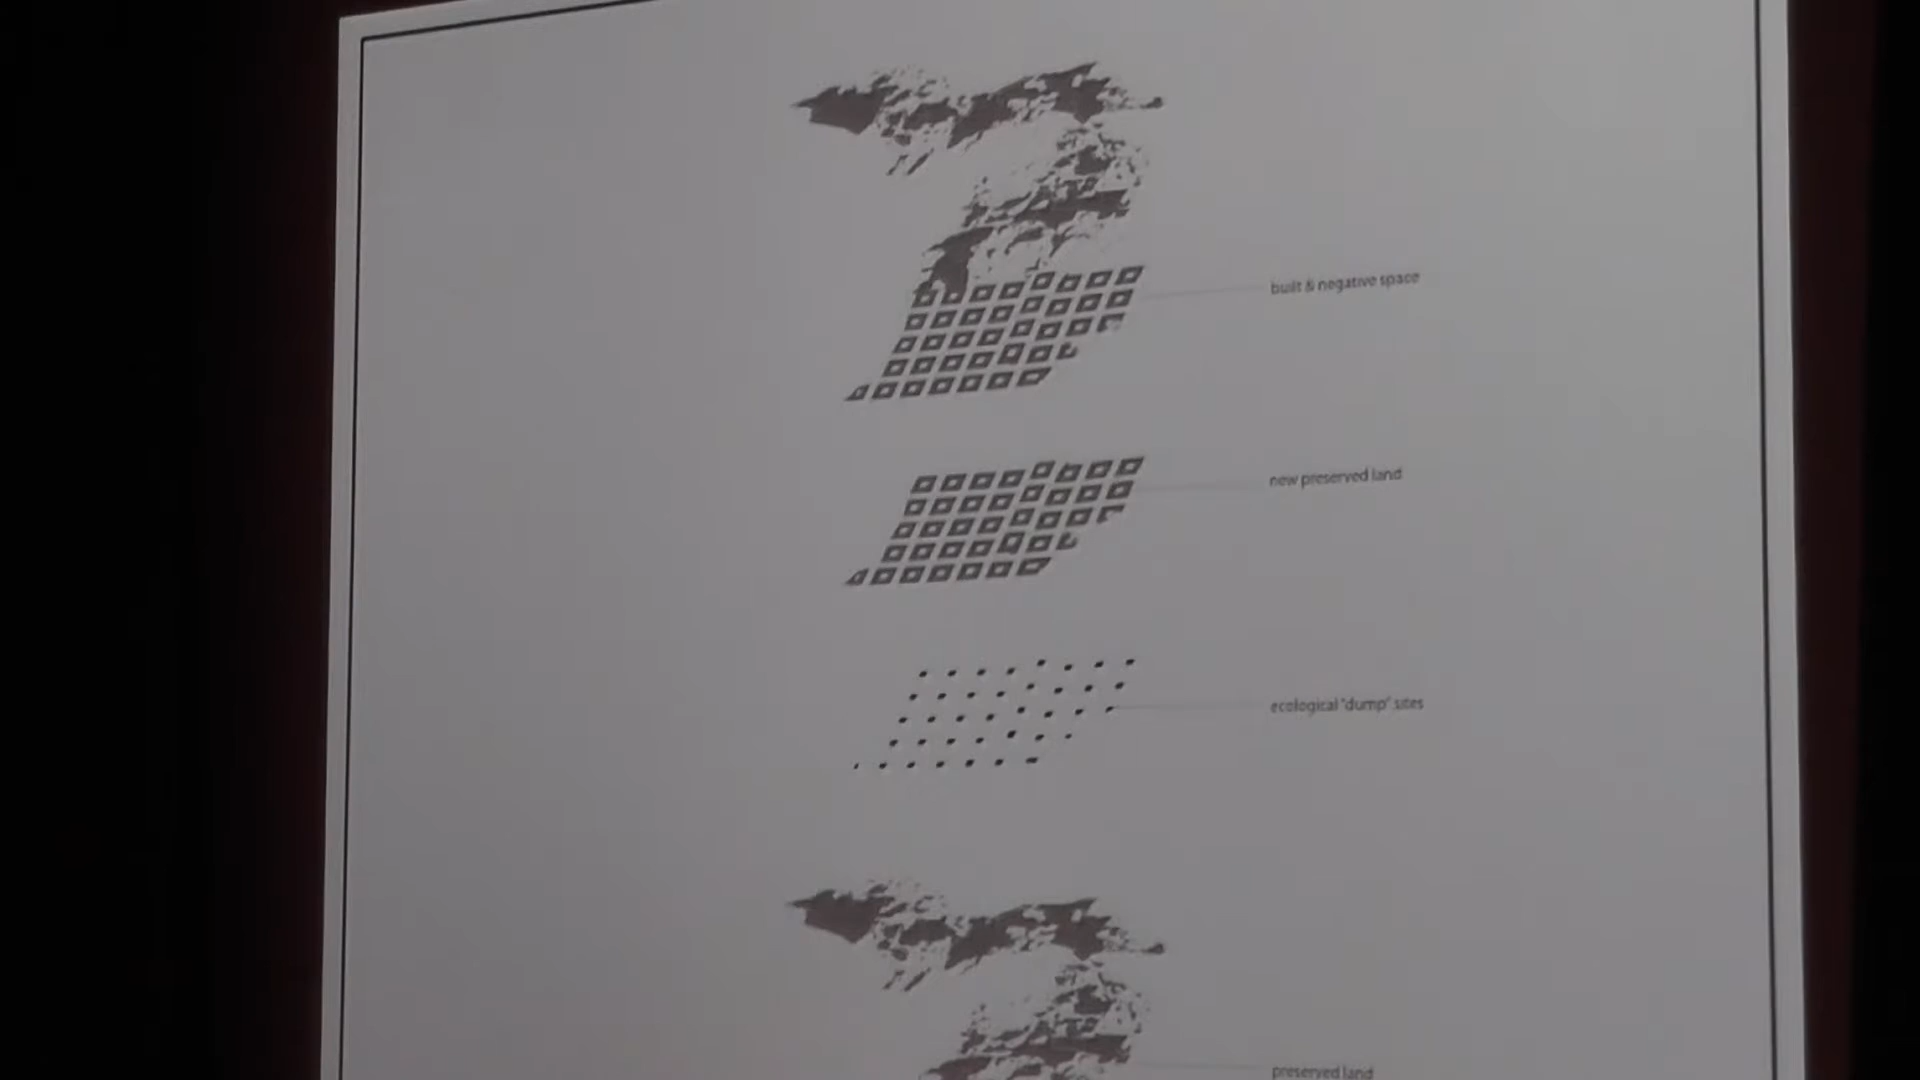 built & negative space
new preserved land
ecological "dump" sites
preserved land